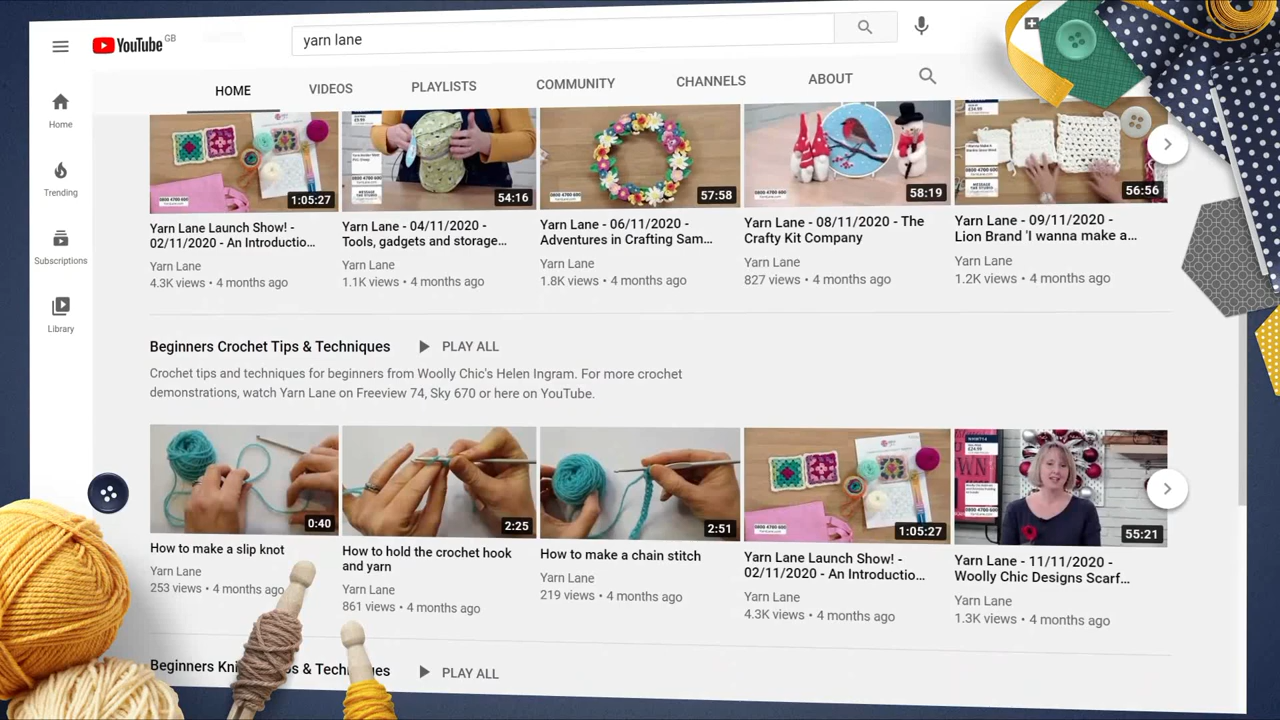 YouTube GB
yarn lane
HOME VIDEOS PLAYLISTS COMMUNITY CHANNELS ABOUT
Home
Trending
Subscriptions
Library
1:05:27
54:16
57:58
58:19
56:56
Yarn Lane Launch Show! -
02/11/2020 - An Introductio...
Yarn Lane
4.3K views • 4 months ago
Yarn Lane - 04/11/2020 -
Tools, gadgets and storage...
Yarn Lane
1.1K views • 4 months ago
Yarn Lane - 06/11/2020 -
Adventures in Crafting Sam...
Yarn Lane
1.8K views • 4 months ago
Yarn Lane - 08/11/2020 - The
Crafty Kit Company
Yarn Lane
827 views • 4 months ago
Yarn Lane - 09/11/2020 -
Lion Brand 'I wanna make a...
Yarn Lane
1.2K views • 4 months ago
Beginners Crochet Tips & Techniques PLAY ALL
Crochet tips and techniques for beginners from Woolly Chic's Helen Ingram. For more crochet
demonstrations, watch Yarn Lane on Freeview 74, Sky 670 or here on YouTube.
0:40
2:25
2:51
1:05:27
55:21
How to make a slip knot
Yarn Lane
253 views • 4 months ago
How to hold the crochet hook
and yarn
Yarn Lane
861 views • 4 months ago
How to make a chain stitch
Yarn Lane
219 views • 4 months ago
Yarn Lane Launch Show! -
02/11/2020 - An Introductio...
Yarn Lane
4.3K views • 4 months ago
Yarn Lane - 11/11/2020 -
Woolly Chic Designs Scarf...
Yarn Lane
1.3K views • 4 months ago
Beginners PLAY ALL